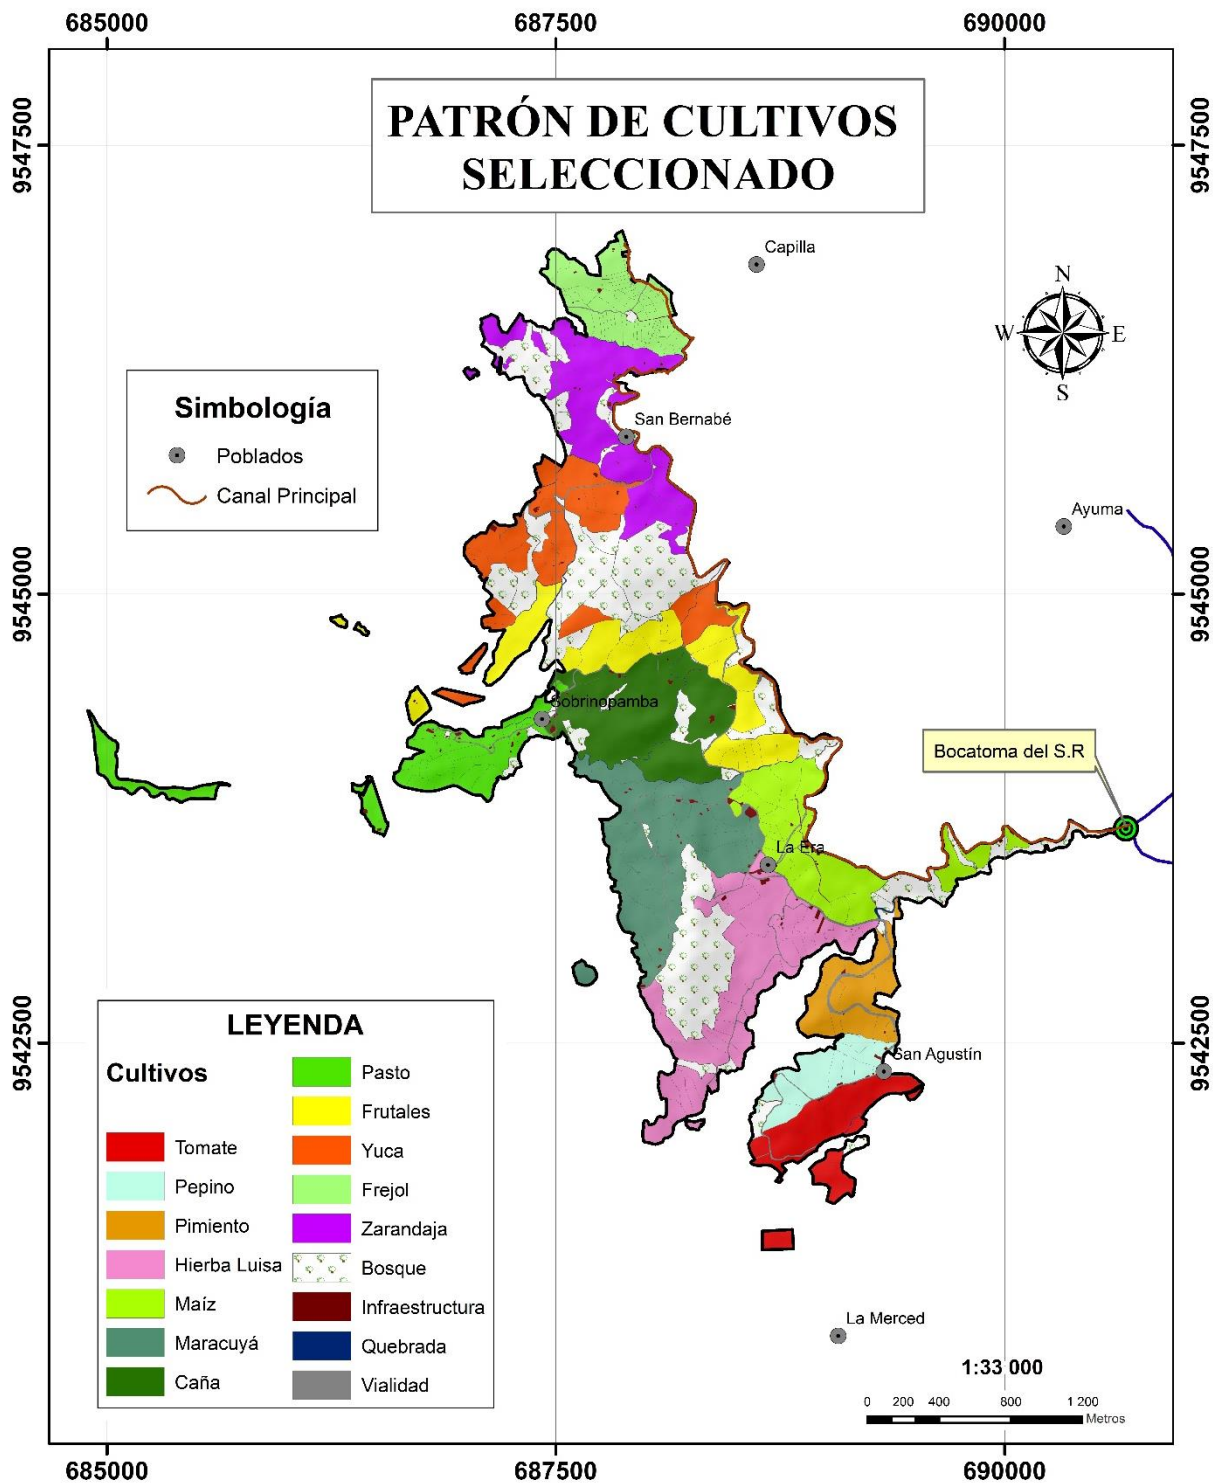 685000
687500
690000
9547500
9547500
PATRÓN DE CULTIVOS
SELECCIONADO
Capilla
N
W
E
S
Simbología
Poblados
Canal Principal
San Bernabé
Ayuma
9545000
9545000
Sobrinopamba
Bocatoma del S.R
La Era
LEYENDA
Cultivos
Tomate
Pepino
Pimiento
Hierba Luisa
Maíz
Maracuyá
Caña
Pasto
Frutales
Yuca
Frejol
Zarandaja
Bosque
Infraestructura
Quebrada
Vialidad
9542500
9542500
San Agustín
La Merced
1:33 000
0 200 400 800 1 200
Metros
685000
687500
690000